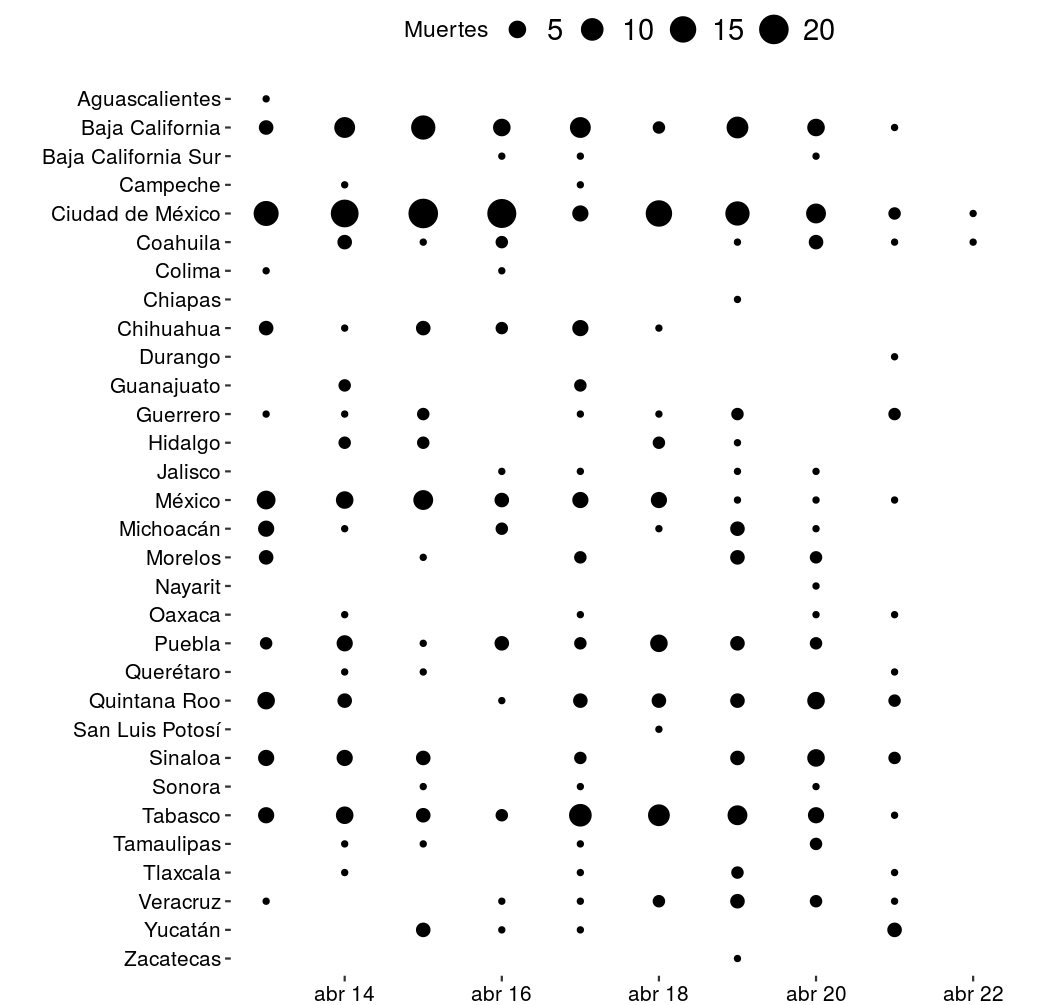 Muertes 5 10 15 20
Aguascalientes
Baja California
Baja California Sur
Campeche
Ciudad de México
Coahuila
Colima
Chiapas
Chihuahua
Durango
Guanajuato
Guerrero
Hidalgo
Jalisco
México
Michoacán
Morelos
Nayarit
Oaxaca
Puebla
Querétaro
Quintana Roo
San Luis Potosí
Sinaloa
Sonora
Tabasco
Tamaulipas
Tlaxcala
Veracruz
Yucatán
Zacatecas
abr 14 abr 16 abr 18 abr 20 abr 22